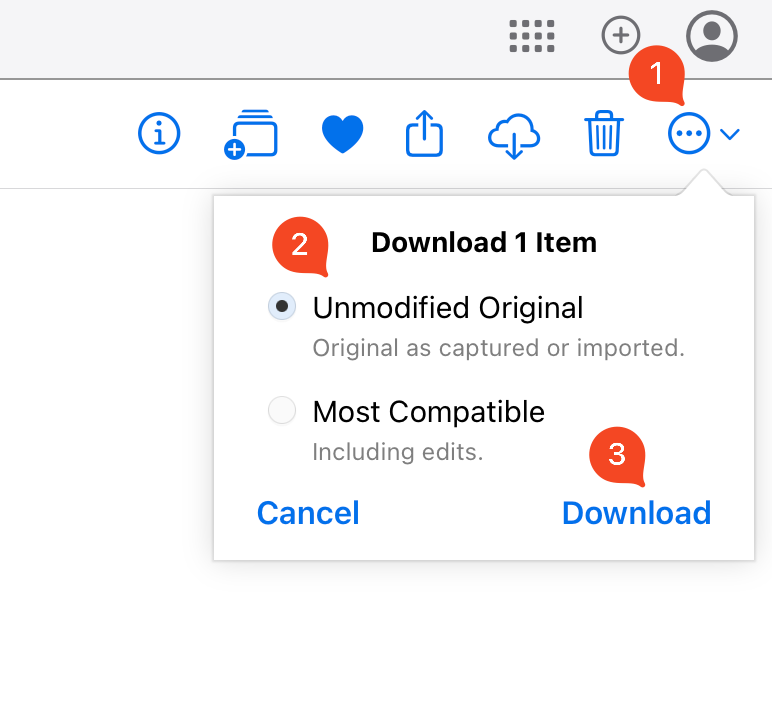 1
2
Download 1 Item
Unmodified Original
Original as captured or imported.
Most Compatible
Including edits.
3
Cancel
Download